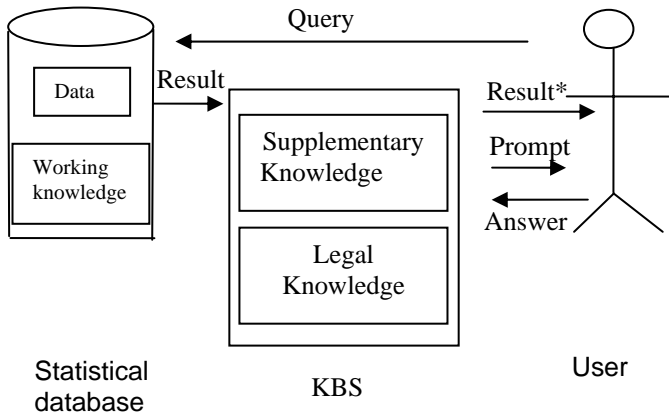 Query
Data
Result
Result*
Supplementary
Knowledge
Prompt
Working
knowledge
Answer
Legal
Knowledge
Statistical
database
KBS
User